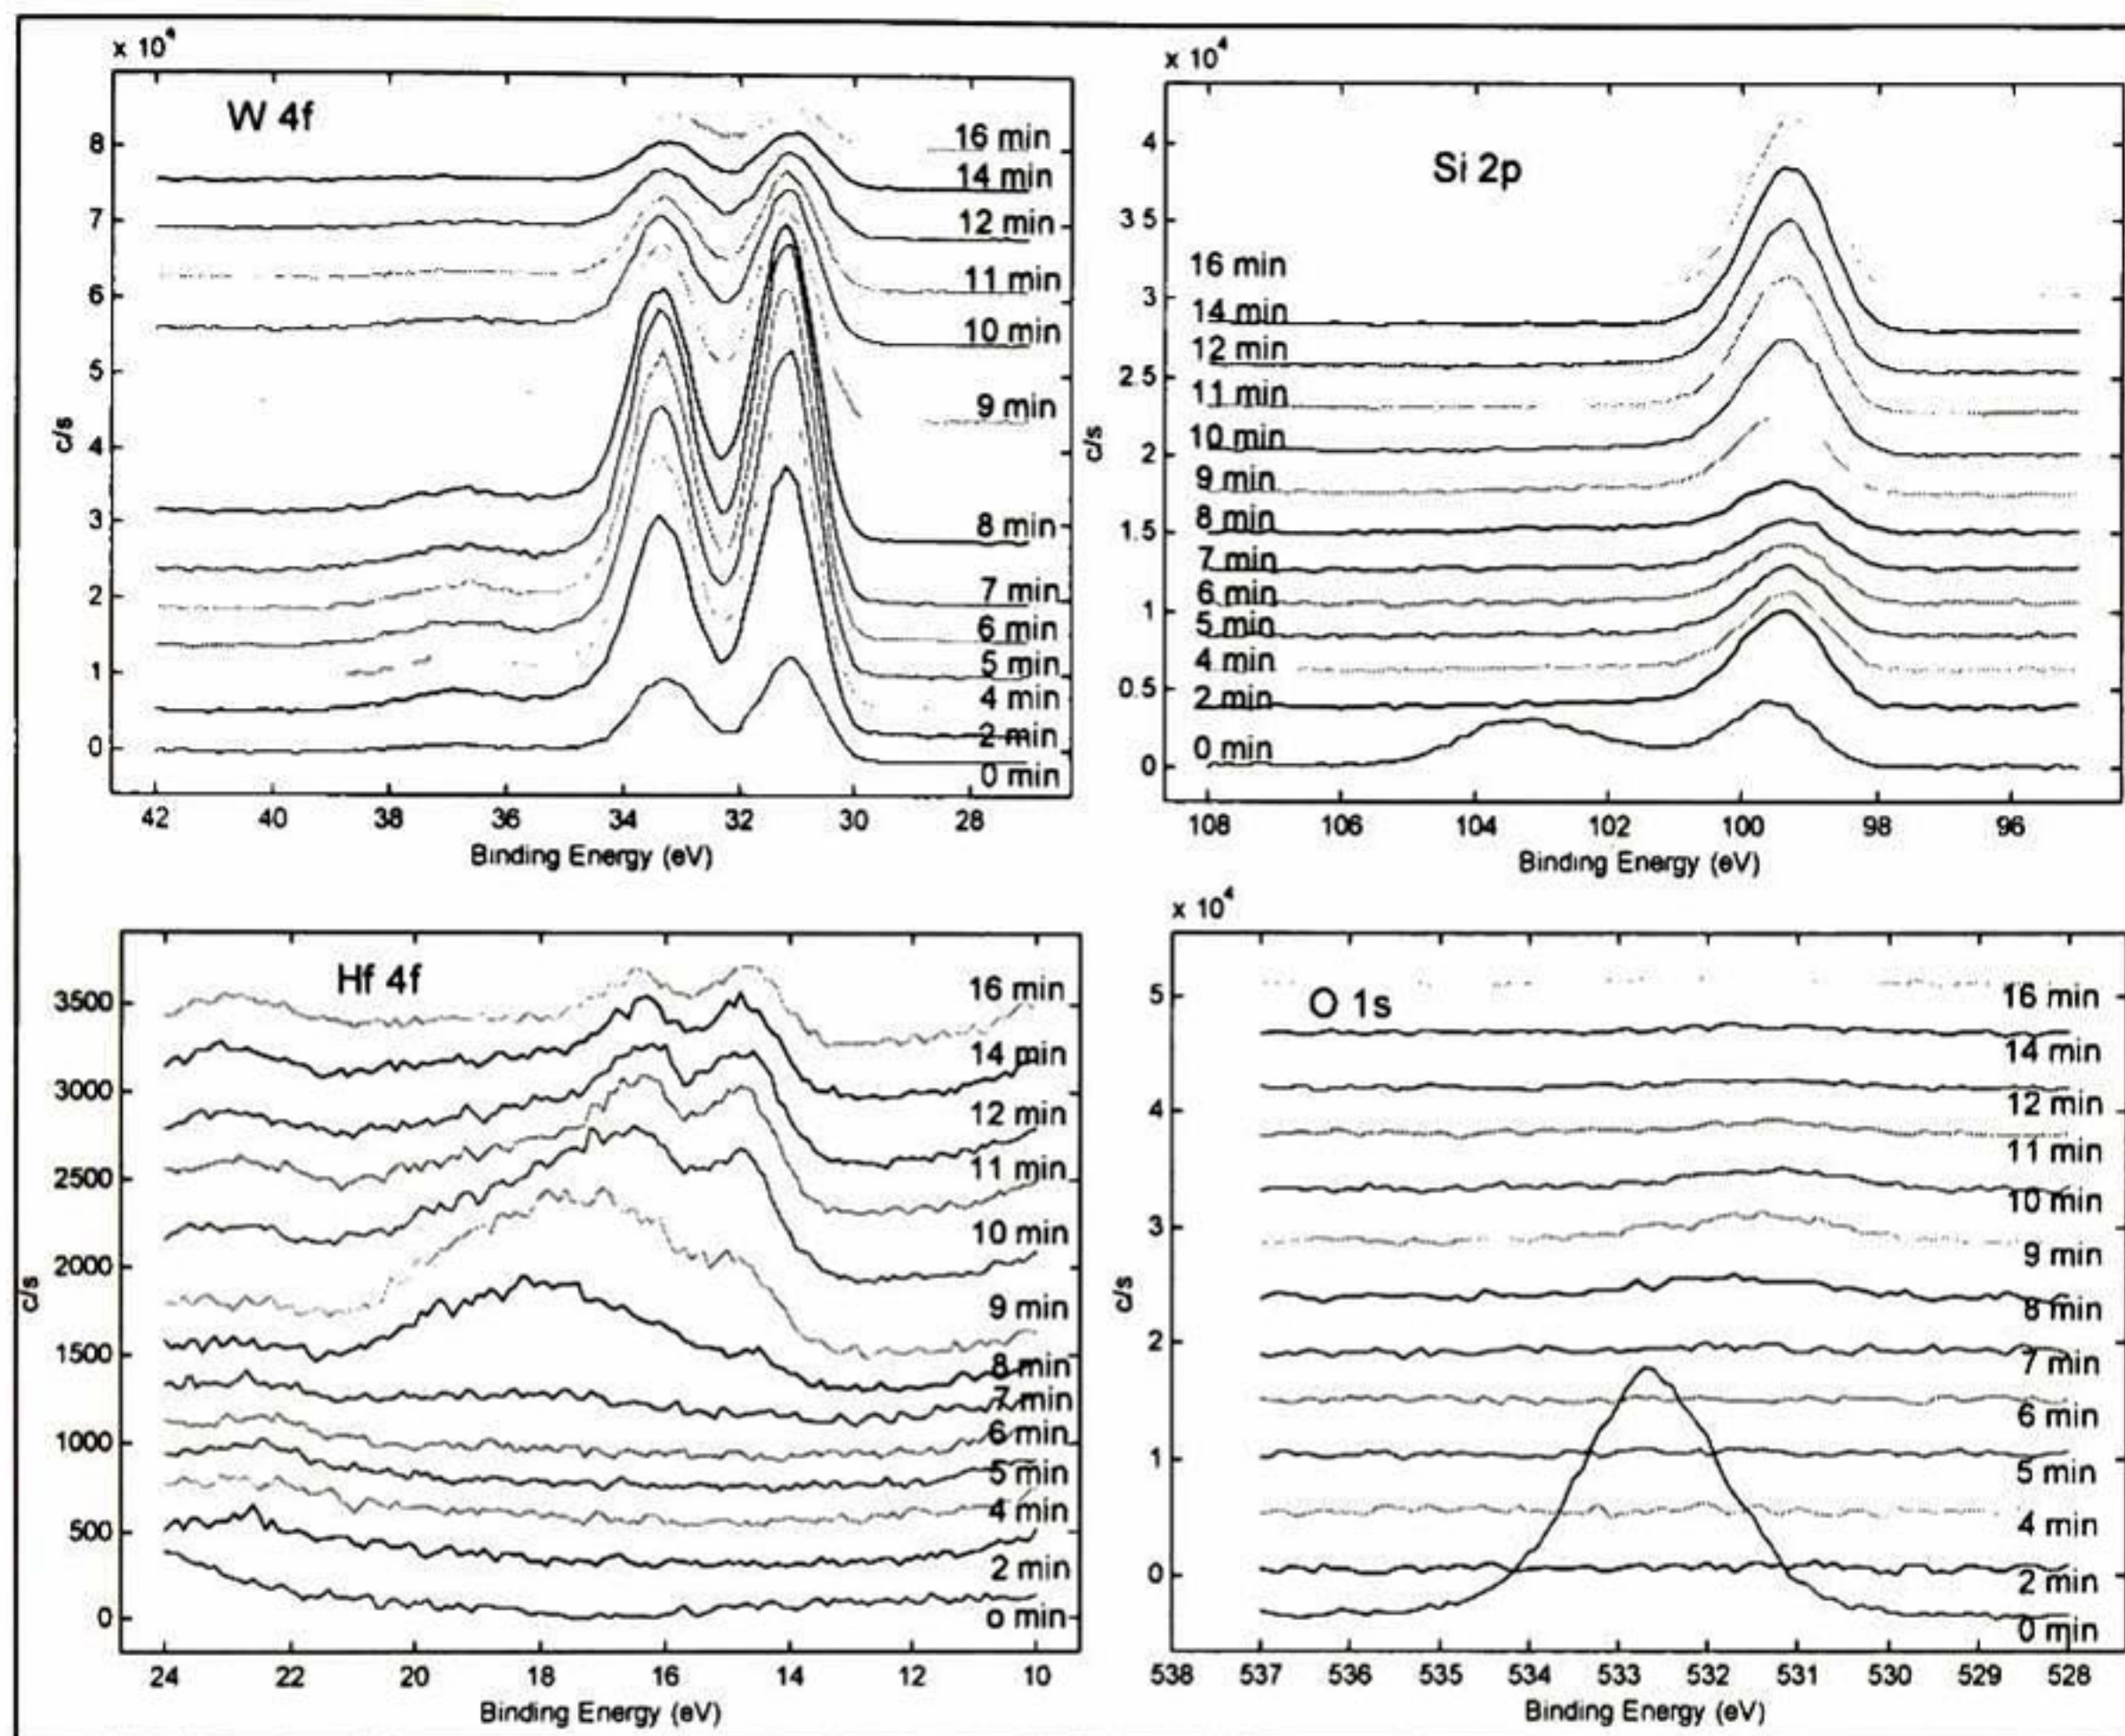 x 10⁴
W 4f
8
7
6
5
4
3
2
1
0
c/s
16 min
14 min
12 min
11 min
10 min
9 min
8 min
7 min
6 min
5 min
4 min
2 min
0 min
42 40 38 36 34 32 30 28
Binding Energy (eV)
x 10⁴
Si 2p
4
3 5
3
2 5
2
1.5
1
0.5
0
c/s
16 min
14 min
12 min
11 min
10 min
9 min
8 min
7 min
6 min
5 min
4 min
2 min
0 min
108 106 104 102 100 98 96
Binding Energy (eV)
Hf 4f
3500
3000
2500
2000
1500
1000
500
0
c/s
16 min
14 min
12 min
11 min
10 min
9 min
8 min
7 min
6 min
5 min
4 min
2 min
o min
24 22 20 18 16 14 12 10
Binding Energy (eV)
x 10⁴
O 1s
5
4
3
2
1
0
c/s
16 min
14 min
12 min
11 min
10 min
9 min
8 min
7 min
6 min
5 min
4 min
2 min
0 min
538 537 536 535 534 533 532 531 530 529 528
Binding Energy (eV)